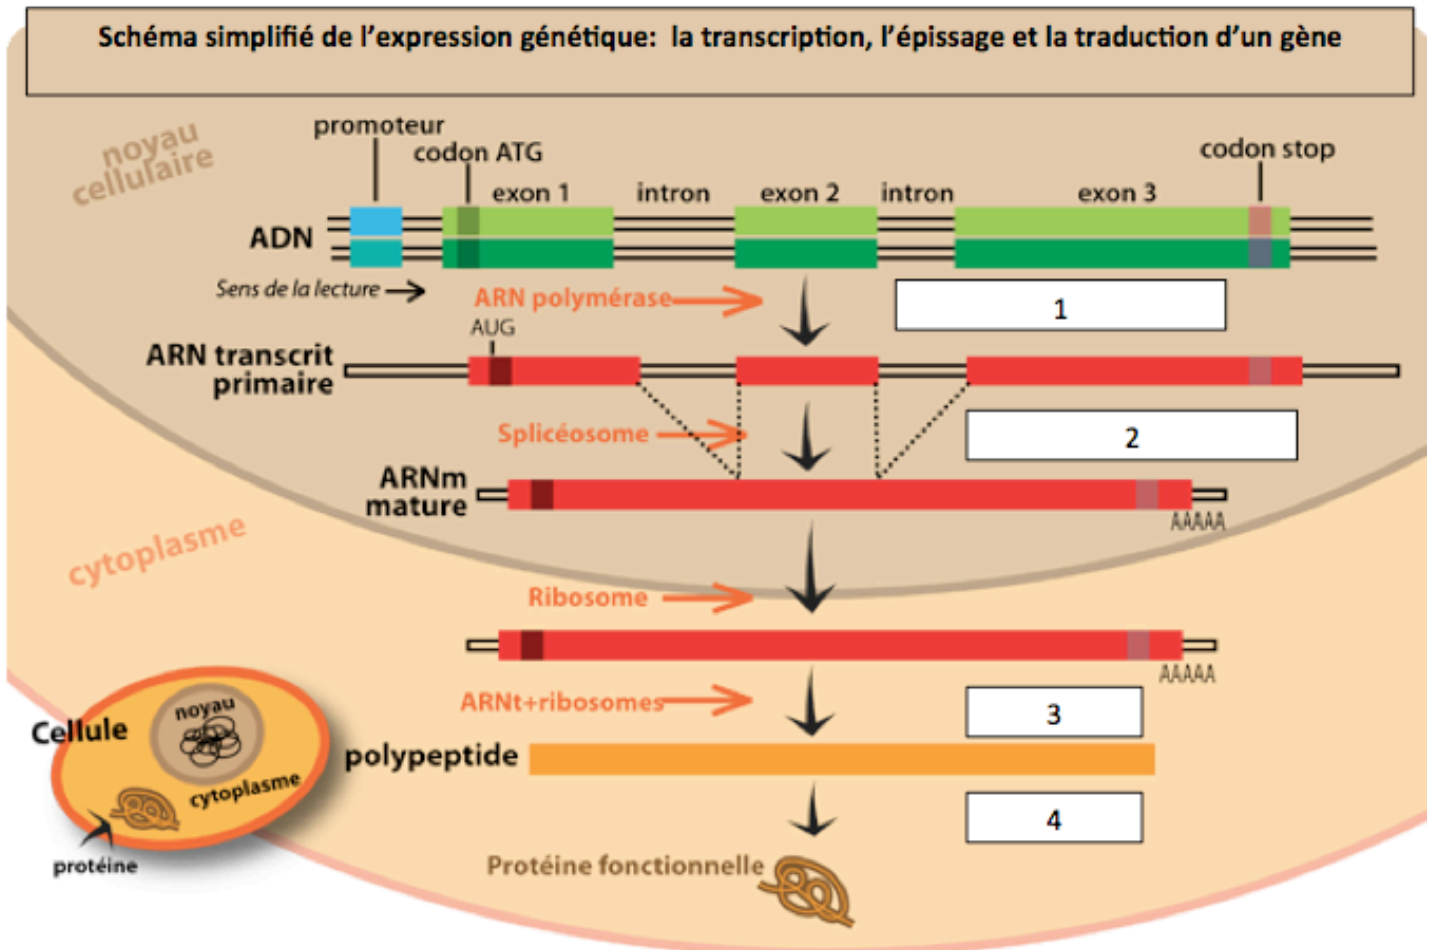 Schéma simplifié de l’expression génétique:  la transcription, l’épissage et la traduction d’un gène
noyau
cellulaire
promoteur
codon ATG
codon stop
exon 1
intron
exon 2
intron
exon 3
ADN
Sens de la lecture
ARN polymérase
1
AUG
ARN transcrit
primaire
Splicéosome
2
ARNm
mature
AAAAA
cytoplasme
Ribosome
AAAAA
ARNt+ribosomes
3
Cellule
noyau
cytoplasme
protéine
polypeptide
4
Protéine fonctionnelle